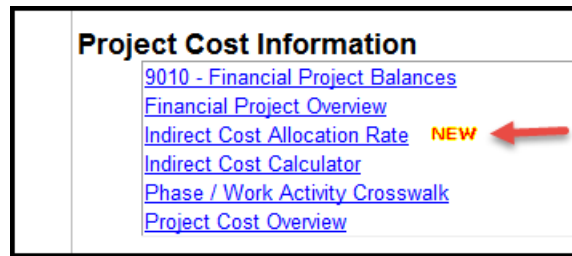 Project Cost Information
9010 - Financial Project Balances
Financial Project Overview
Indirect Cost Allocation Rate NEW
Indirect Cost Calculator
Phase / Work Activity Crosswalk
Project Cost Overview